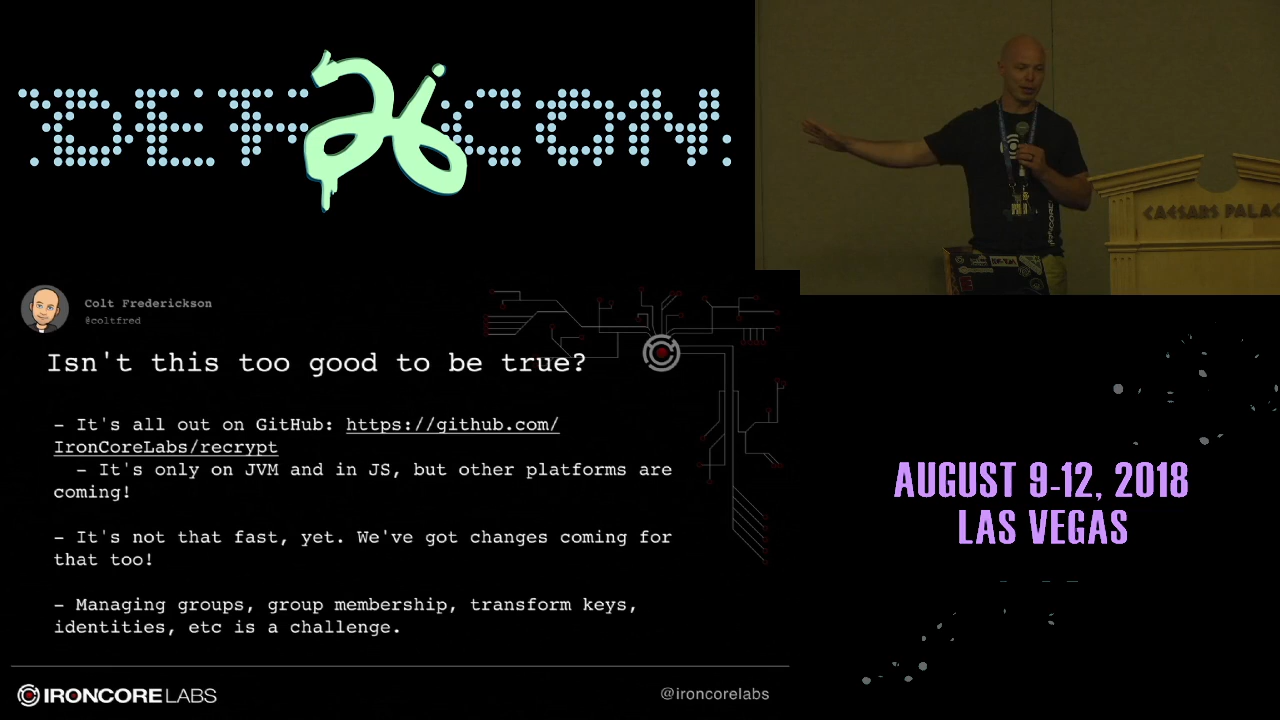 DEF 26 CON
CAESARS PALAC
Colt Frederickson
@coltfred
Isn't this too good to be true?
- It's all out on GitHub: https://github.com/
IronCoreLabs/recrypt
- It's only on JVM and in JS, but other platforms are
coming!
- It's not that fast, yet. We've got changes coming for
that too!
- Managing groups, group membership, transform keys,
identities, etc is a challenge.
IRONCORE LABS
@ironcorelabs
AUGUST 9-12, 2018
LAS VEGAS